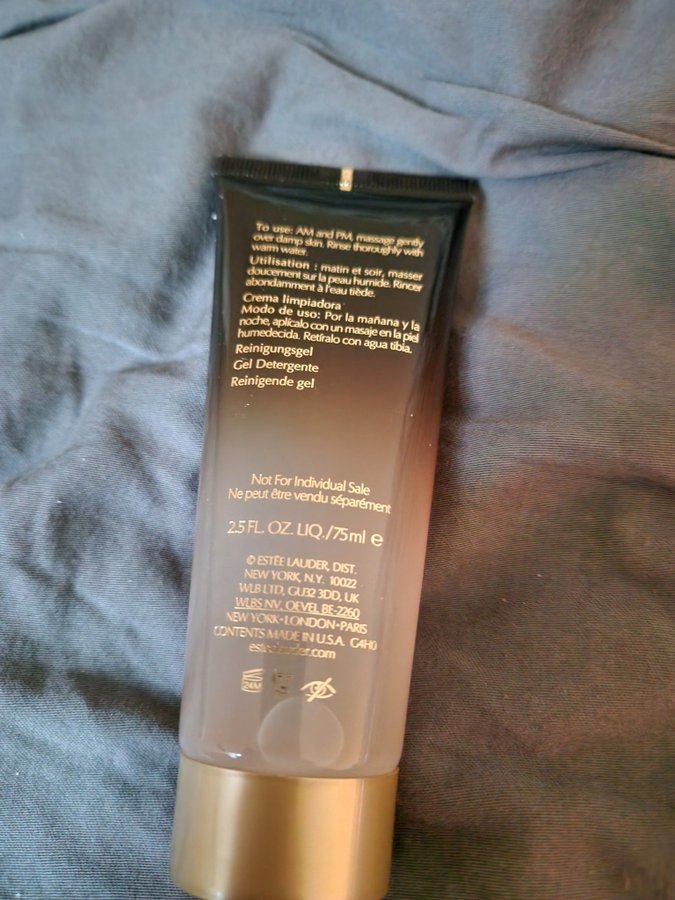 To use: AM and PM, massage gently
over damp skin. Rinse thoroughly with
warm water.
Utilisation : matin et soir, masser
doucement sur la peau humide. Rincer
abondamment à l'eau tiède.
Crema limpiadora
Modo de uso: Por la mañana y la
noche, aplícalo con un masaje en la piel
humedecida. Retíralo con agua tibia.
Reinigungsgel
Gel Detergente
Reinigende gel
Not For Individual Sale
Ne peut être vendu séparément
2.5 FL. OZ. LIQ./75ml e
© ESTĒE LAUDER, DIST.
NEW YORK, N.Y. 10022
WLB LTD, GU32 3DD, UK
WLBS NV, OEVEL BE-2260
NEW YORK•LONDON•PARIS
CONTENTS MADE IN U.S.A. G4H0
esteelauder.com
24M